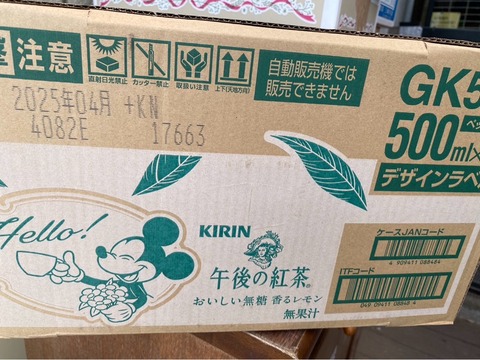 注意
直射日光禁止
カッター禁止
取扱い注意
上下(天地方向)
自動販売機では
販売できません
2025年04月 +KN
4082E 17663
GK5
500ml×
デザインラベ
Hello!
KIRIN
午後の紅茶®
おいしい無糖 香るレモン
無果汁
ケースJANコード
4 909411 088484
ITFコード